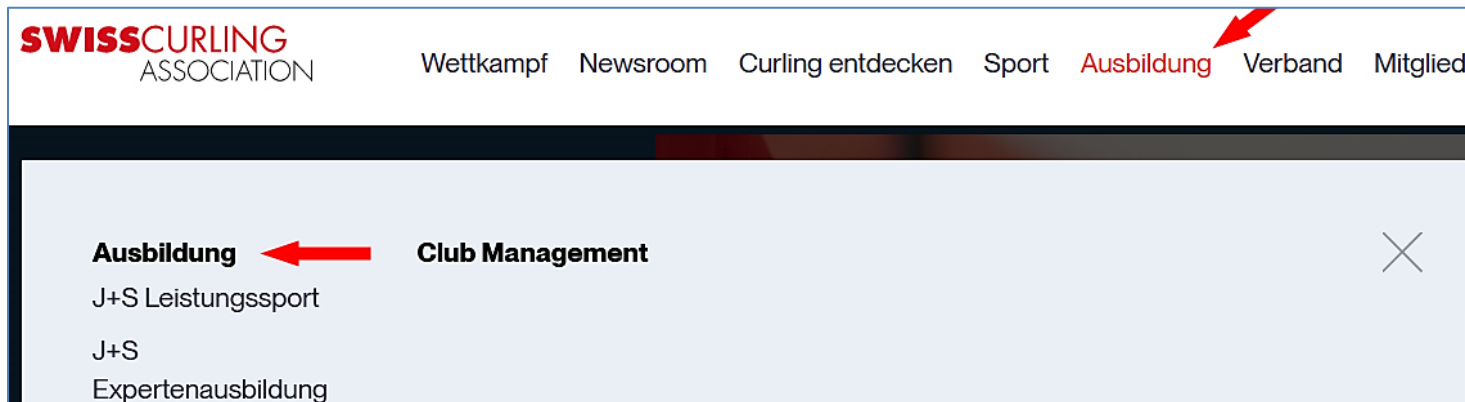 SWISSCURLING
ASSOCIATION
Wettkampf Newsroom Curling entdecken Sport Ausbildung Verband Mitglied
Ausbildung Club Management
J+S Leistungssport
J+S
Expertenausbildung